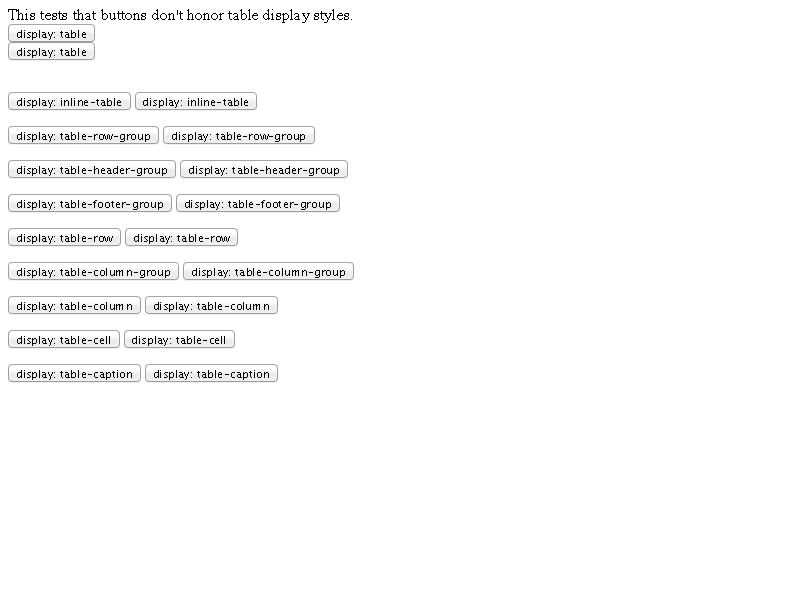 This tests that buttons don't honor table display styles.
display: table
display: table
display: inline-table display: inline-table
display: table-row-group display: table-row-group
display: table-header-group display: table-header-group
display: table-footer-group display: table-footer-group
display: table-row display: table-row
display: table-column-group display: table-column-group
display: table-column display: table-column
display: table-cell display: table-cell
display: table-caption display: table-caption